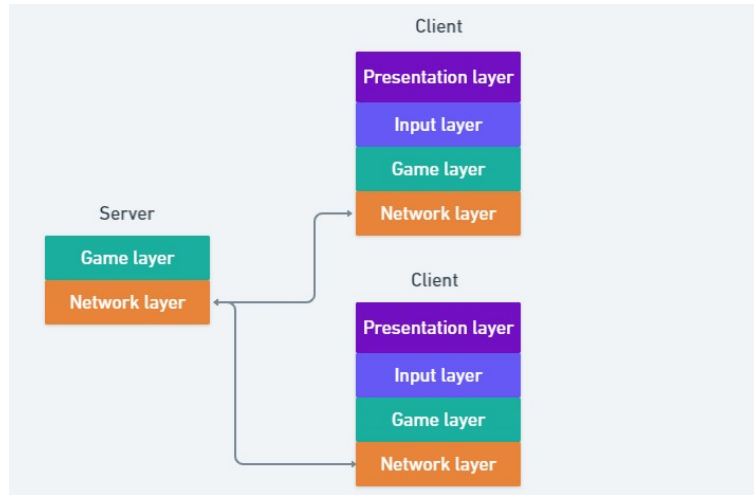 Client
Presentation layer
Input layer
Game layer
Network layer
Server
Game layer
Network layer
Client
Presentation layer
Input layer
Game layer
Network layer